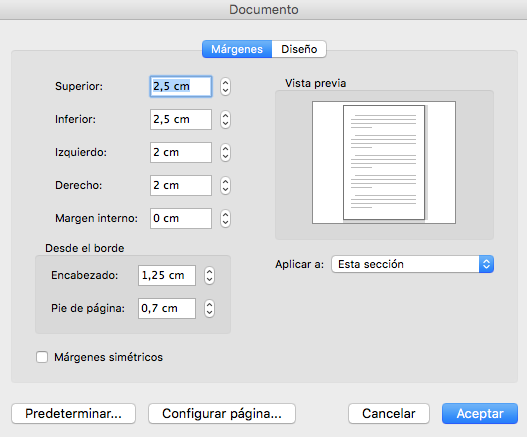 Documento
Márgenes Diseño
Superior: 2,5 cm
Inferior: 2,5 cm
Izquierdo: 2 cm
Derecho: 2 cm
Margen interno: 0 cm
Desde el borde
Encabezado: 1,25 cm
Pie de página: 0,7 cm
Márgenes simétricos
Vista previa
Aplicar a: Esta sección
Predeterminar... Configurar página... Cancelar Aceptar